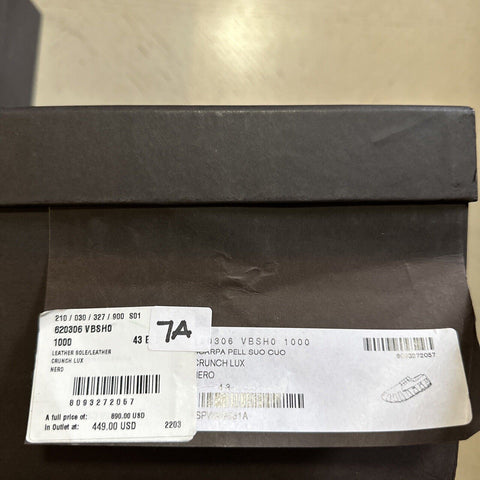 210 / 030 / 327 / 900 S01
620306 VBSH0
1000 43 E
LEATHER SOLE/LEATHER
CRUNCH LUX
NERO
8093272057
A full price of: 890.00 USD
In Outlet at: 449.00 USD 2203
7A
620306 VBSH0 1000
SCARPA PELL SUO CUO
CRUNCH LUX
NERO
43
8093272057